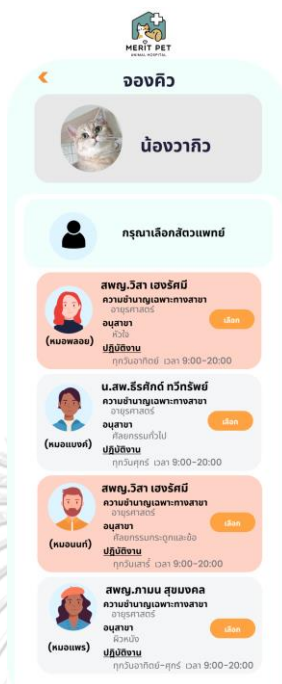 MERIT PET
ANIMAL HOSPITAL
จองคิว
น้องวากิว
กรุณาเลือกสัตวแพทย์
สพญ.วิสา เฮงรัศมี
ความชำนาญเฉพาะทางสาขา
อายุรศาสตร์
อนุสาขา
หัวใจ
ปฏิบัติงาน
ทุกวันอาทิตย์ เวลา 9:00-20:00
(หมอพลอย)
เลือก
น.สพ.ธีรศักด์ ทวีทรัพย์
ความชำนาญเฉพาะทางสาขา
อายุรศาสตร์
อนุสาขา
ศัลยกรรมทั่วไป
ปฏิบัติงาน
ทุกวันศุกร์ เวลา 9:00-20:00
(หมอแบงค์)
เลือก
สพญ.วิสา เฮงรัศมี
ความชำนาญเฉพาะทางสาขา
อายุรศาสตร์
อนุสาขา
ศัลยกรรมกระดูกและข้อ
ปฏิบัติงาน
ทุกวันเสาร์ เวลา 9:00-20:00
(หมอนนท์)
เลือก
สพญ.ภามน สุขมงคล
ความชำนาญเฉพาะทางสาขา
อายุรศาสตร์
อนุสาขา
ผิวหนัง
ปฏิบัติงาน
ทุกวันอาทิตย์-ศุกร์ เวลา 9:00-20:00
(หมอแพร)
เลือก